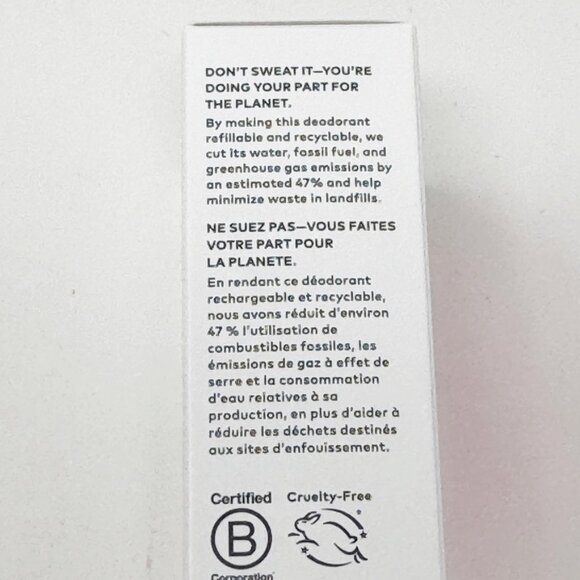 DON'T SWEAT IT—YOU'RE
DOING YOUR PART FOR
THE PLANET.
By making this deodorant
refillable and recyclable, we
cut its water, fossil fuel, and
greenhouse gas emissions by
an estimated 47% and help
minimize waste in landfills.
NE SUEZ PAS—VOUS FAITES
VOTRE PART POUR
LA PLANETE.
En rendant ce déodorant
rechargeable et recyclable,
nous avons réduit d'environ
47 % l'utilisation de
combustibles fossiles, les
émissions de gaz à effet de
serre et la consommation
d'eau relatives à sa
production, en plus d'aider à
réduire les déchets destinés
aux sites d'enfouissement.
Certified Cruelty-Free
B
Corporation